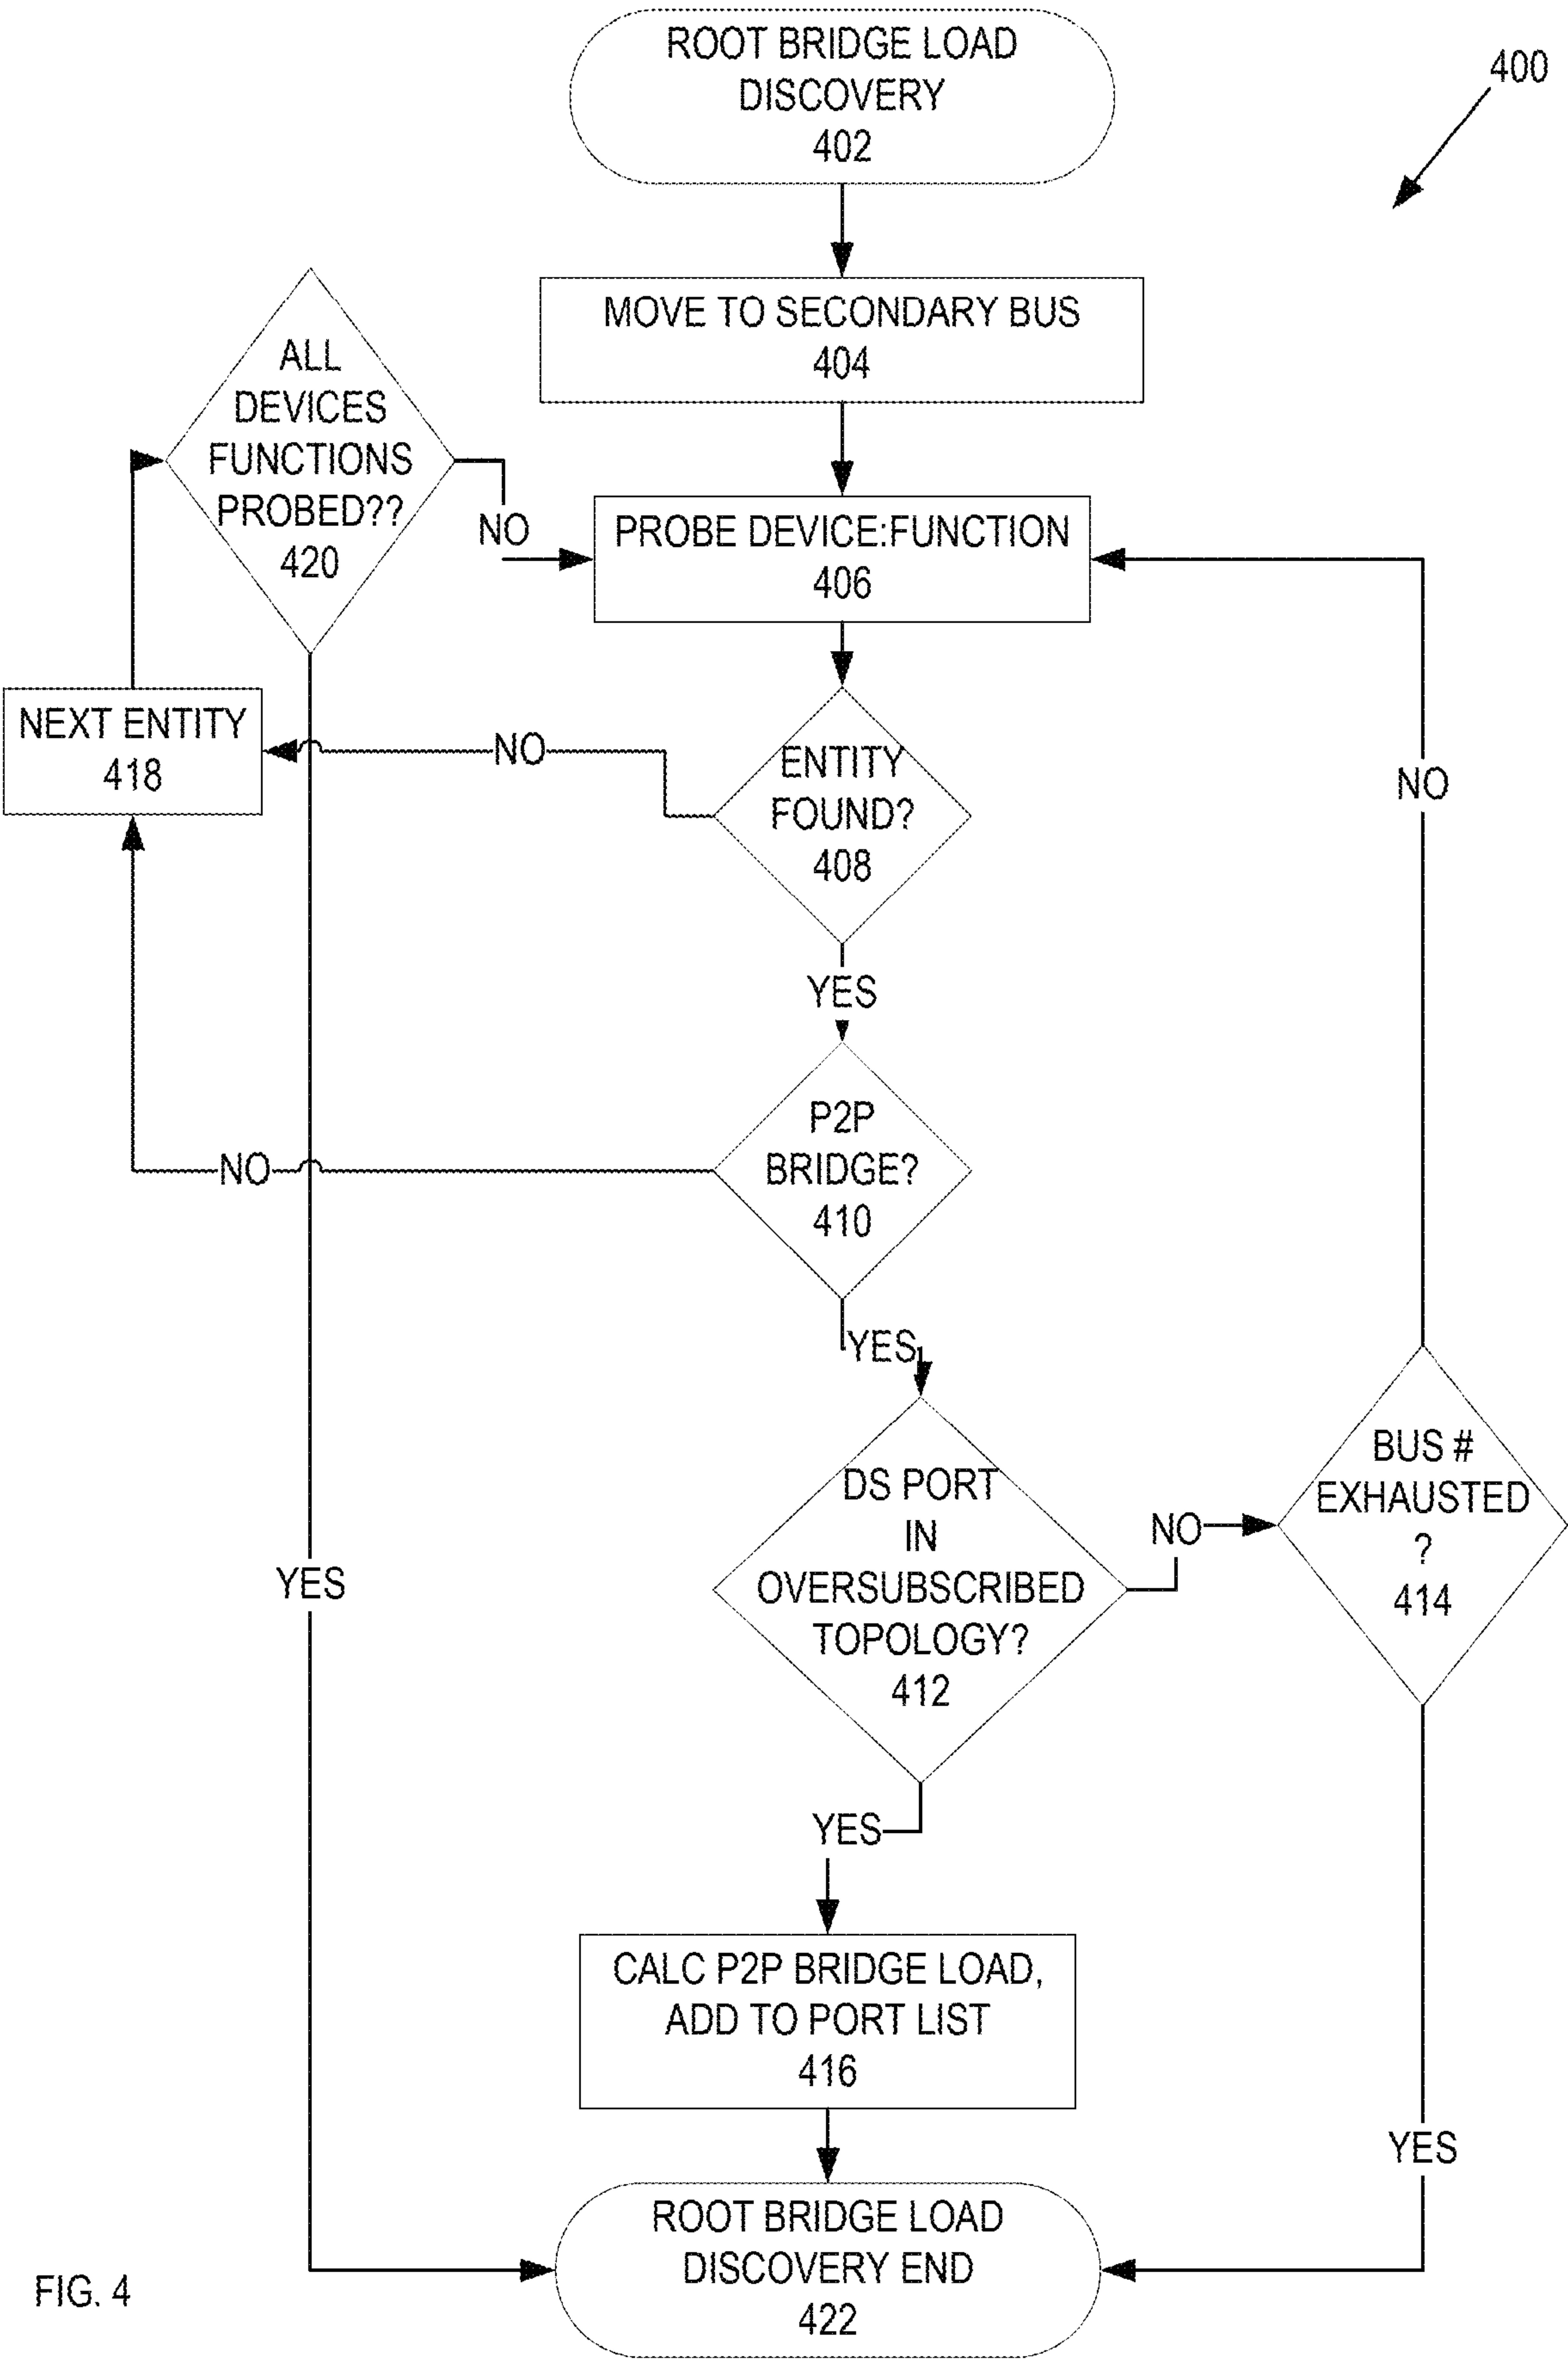 ROOT BRIDGE LOAD
DISCOVERY
402
400
MOVE TO SECONDARY BUS
404
ALL
DEVICES
FUNCTIONS
PROBED??
420
NO
PROBE DEVICE:FUNCTION
406
NEXT ENTITY
418
NO
ENTITY
FOUND?
408
NO
YES
P2P
BRIDGE?
410
NO
YES
DS PORT
IN
OVERSUBSCRIBED
TOPOLOGY?
412
NO
BUS #
EXHAUSTED
?
414
YES
YES
CALC P2P BRIDGE LOAD,
ADD TO PORT LIST
416
YES
ROOT BRIDGE LOAD
DISCOVERY END
422
FIG. 4